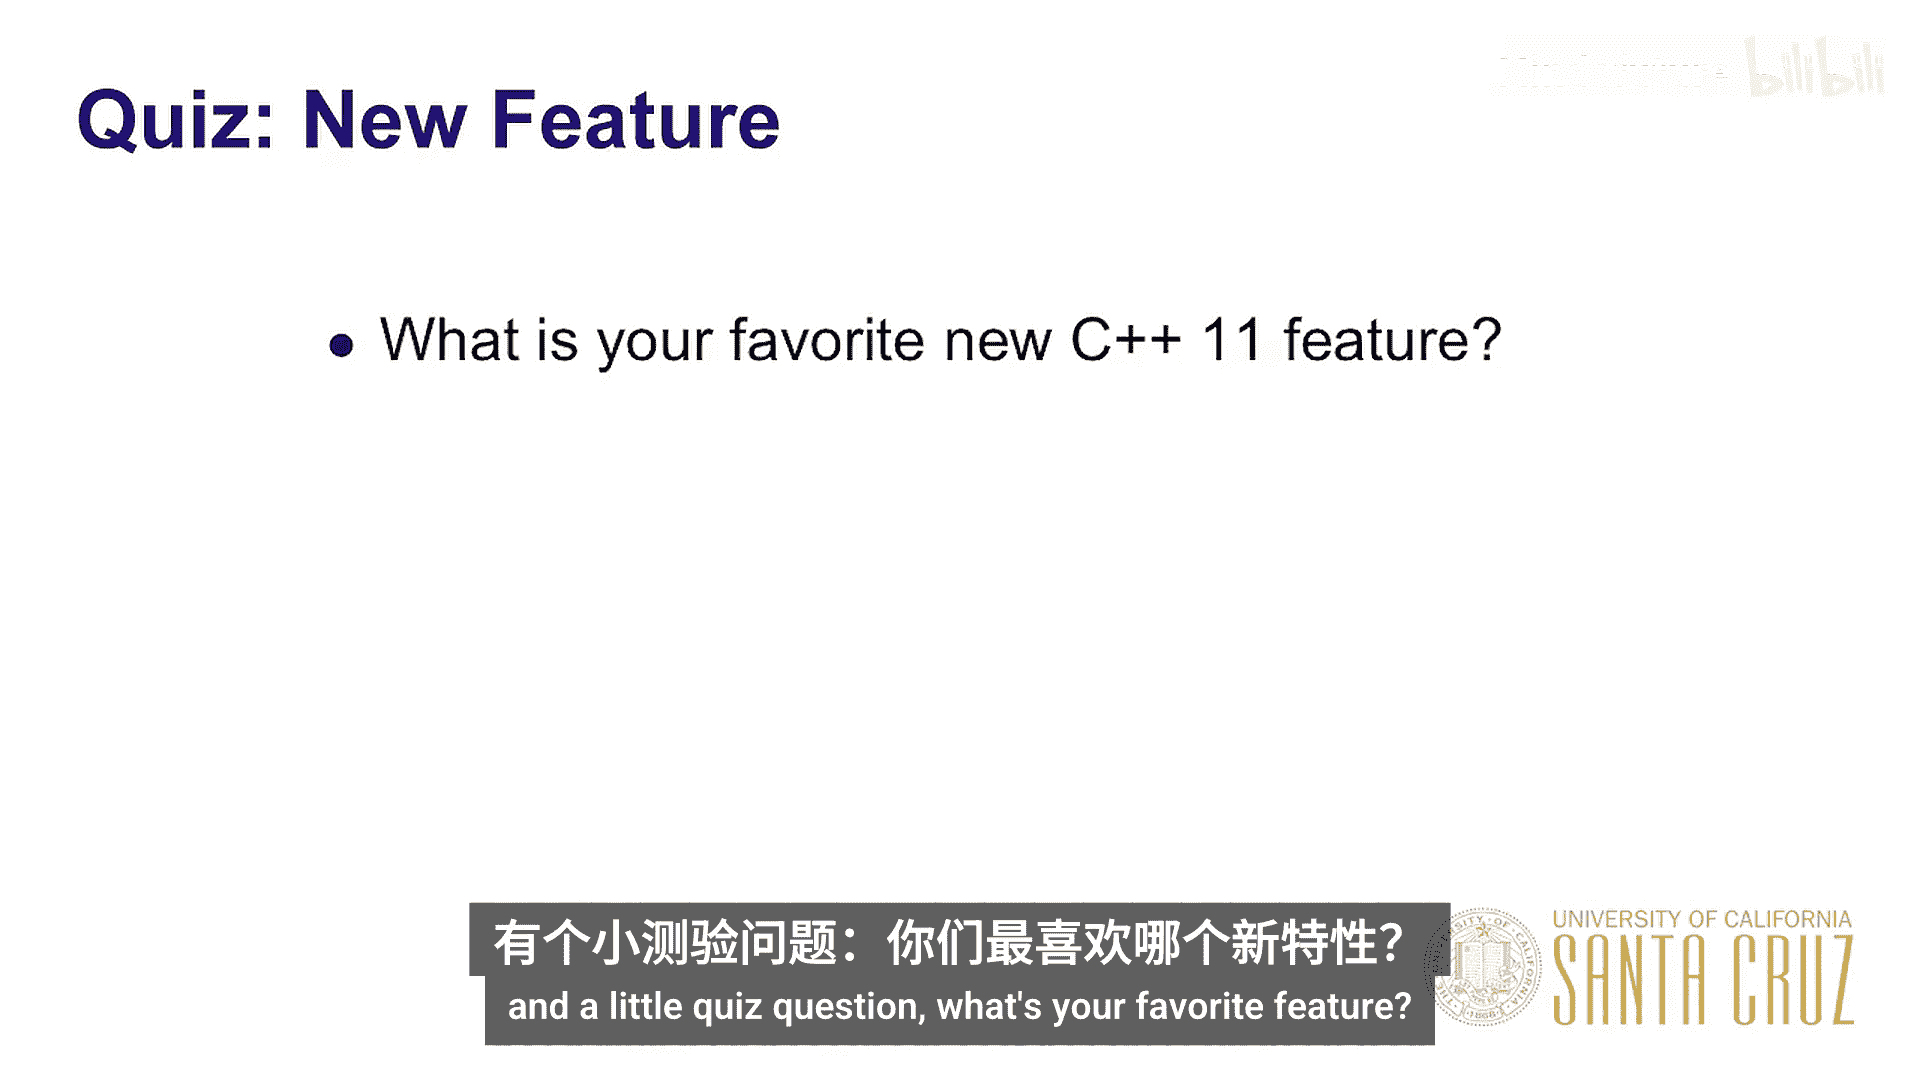 Quiz: New Feature
bilibili
• What is your favorite new C++ 11 feature?
有个小测验问题：你们最喜欢哪个新特性？
and a little quiz question, what's your favorite feature?
UNIVERSITY OF CALIFORNIA
SANTA CRUZ